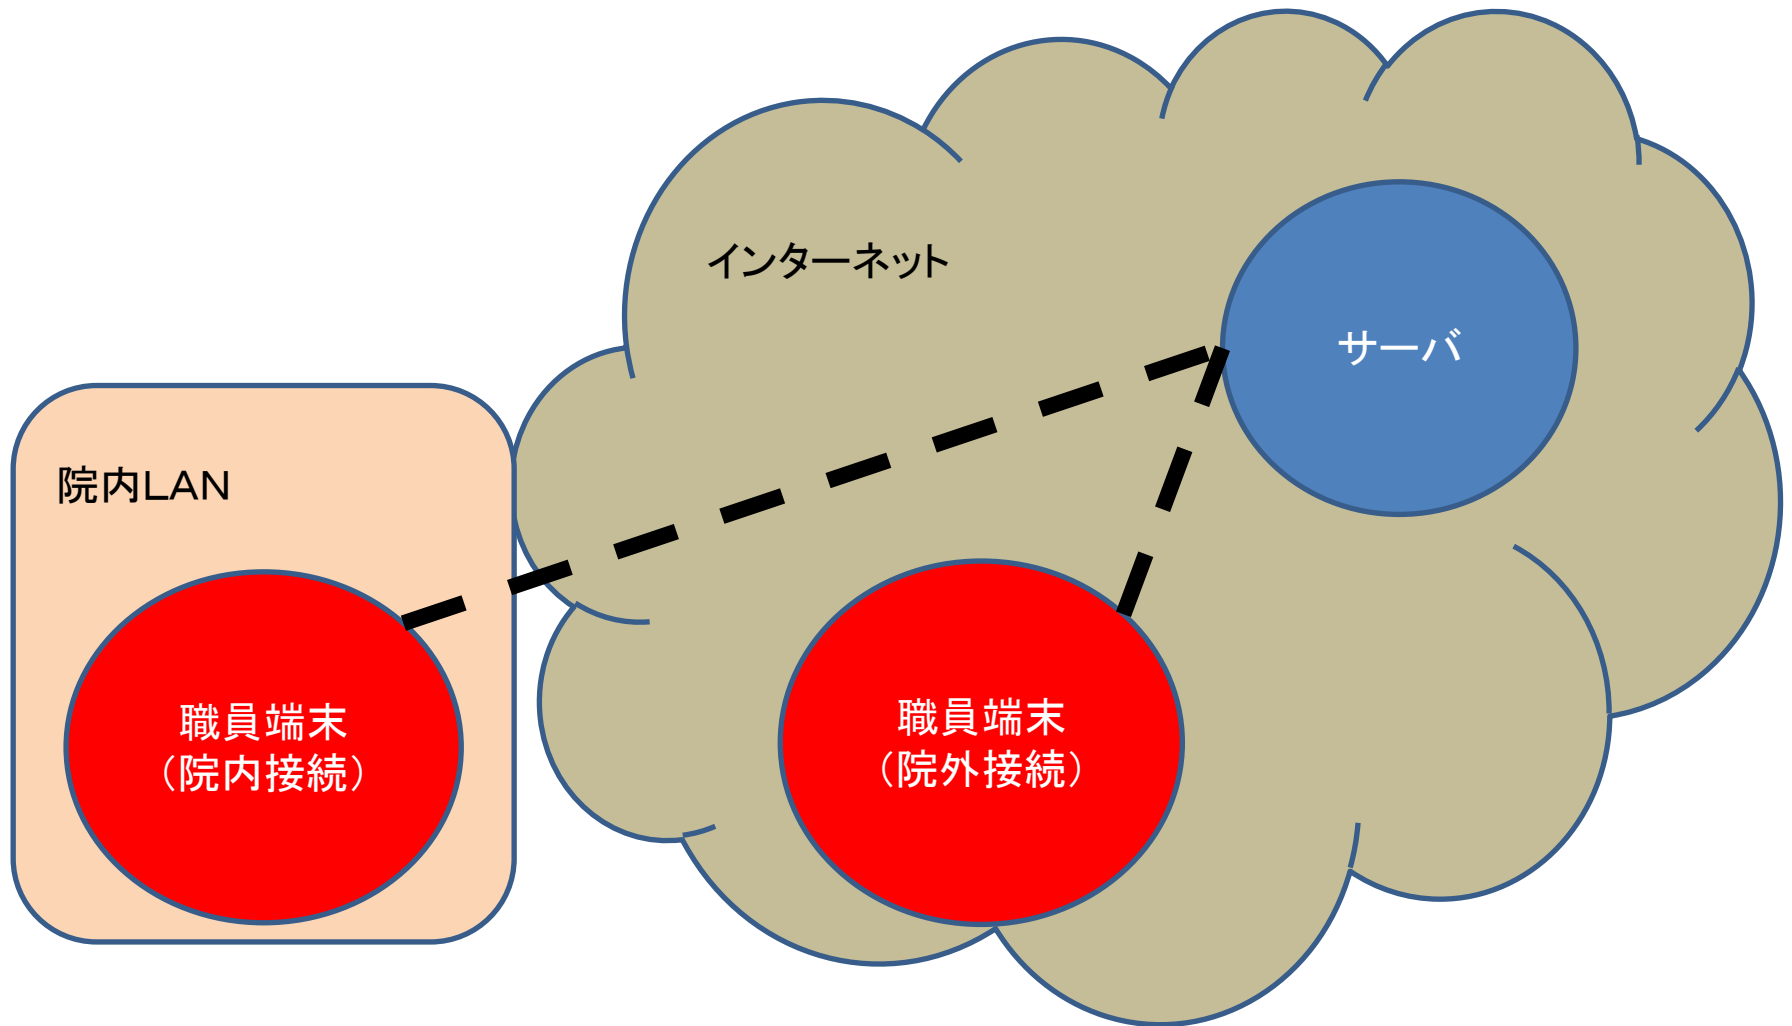 インターネット
サーバ
院内LAN
職員端末
（院内接続）
職員端末
（院外接続）